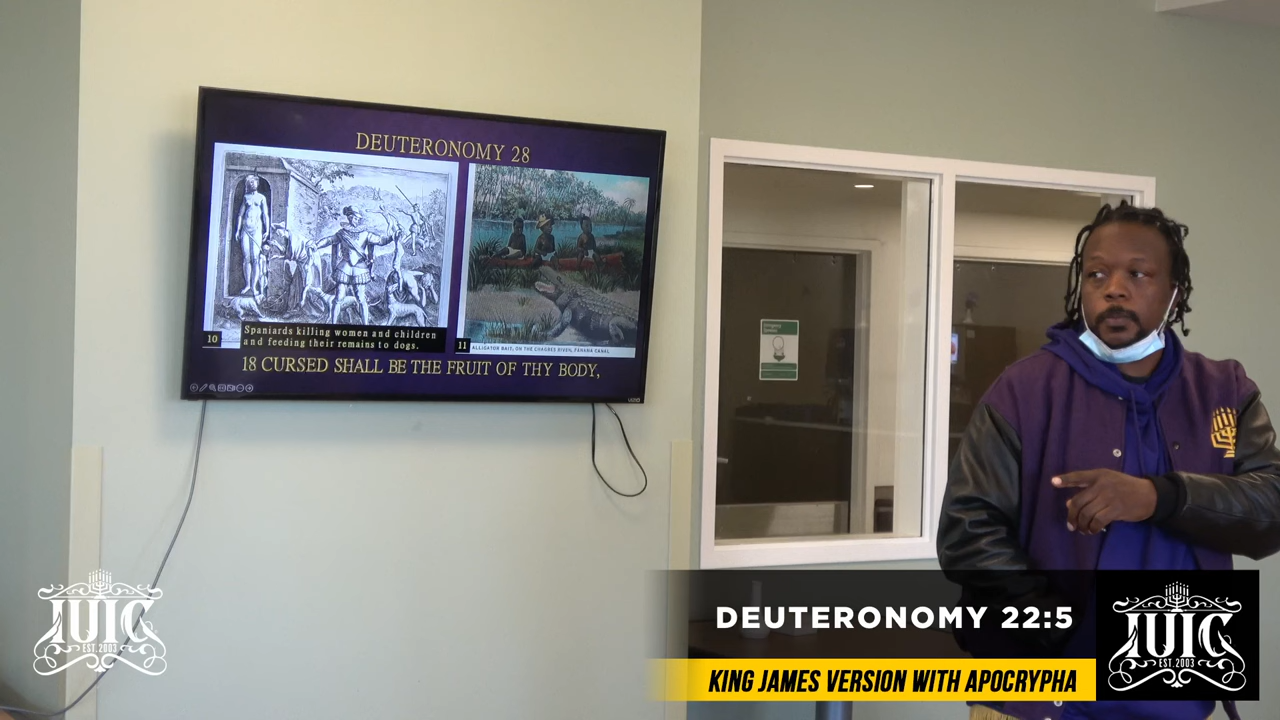 DEUTERONOMY 28
10
Spaniards killing women and children
and feeding their remains to dogs.
11
ALLIGATOR BAIT, ON THE CHAGRES RIVER, PANAMA CANAL
18 CURSED SHALL BE THE FRUIT OF THY BODY,
VIZIO
IUIC
EST. 2003
DEUTERONOMY 22:5
KING JAMES VERSION WITH APOCRYPHA
IUIC
EST. 2003